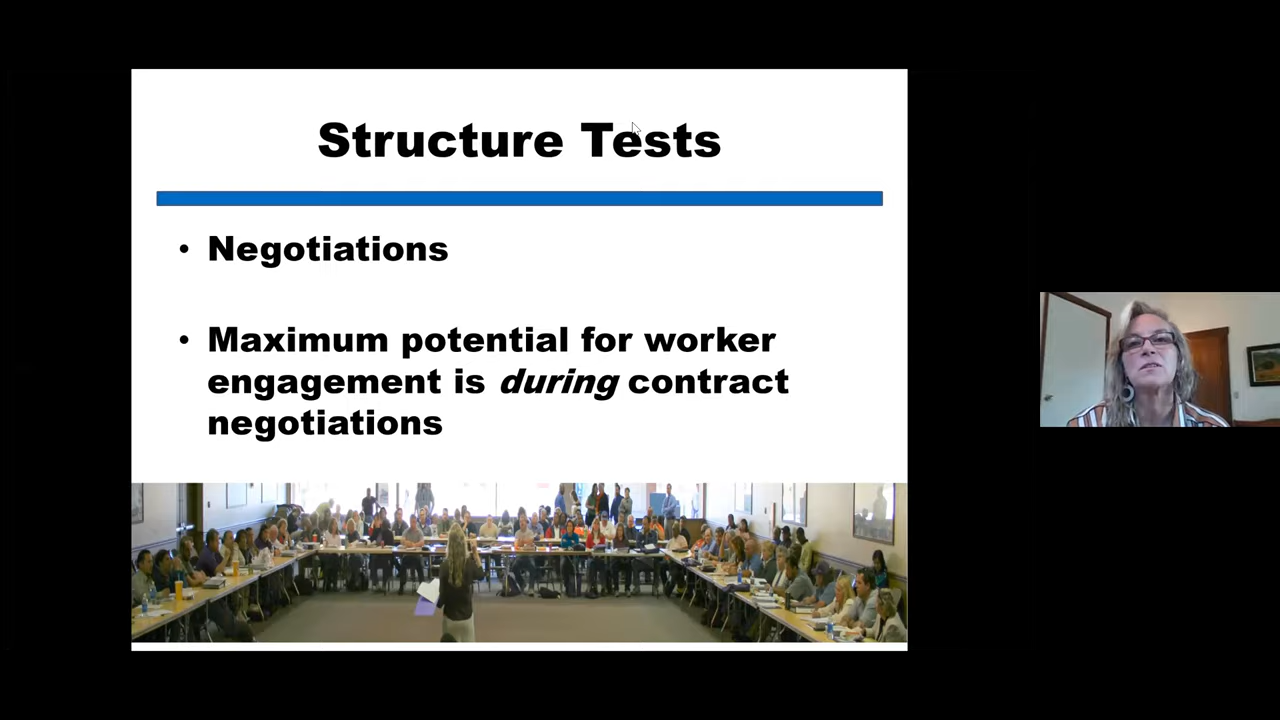 Structure Tests
• Negotiations
• Maximum potential for worker
engagement is during contract
negotiations